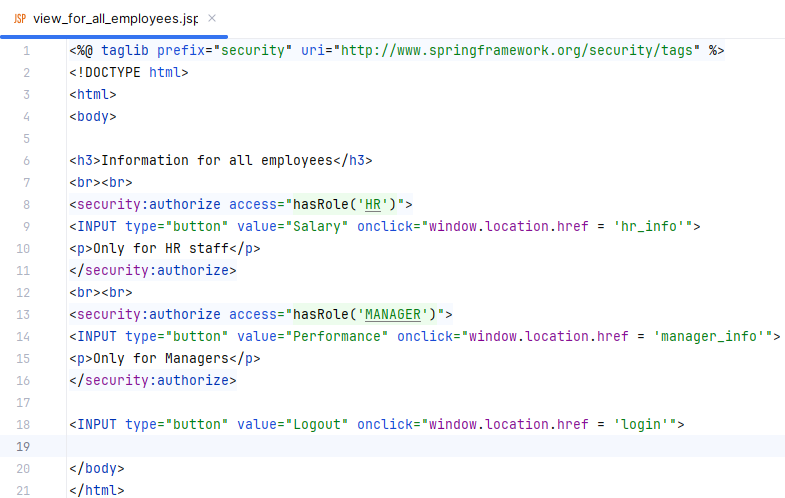 JSP view_for_all_employees.jsp ×
1 <%@ taglib prefix="security" uri="http://www.springframework.org/security/tags" %>
2 <!DOCTYPE html>
3 <html>
4 <body>
5
6 <h3>Information for all employees</h3>
7 <br><br>
8 <security:authorize access="hasRole('HR')">
9 <INPUT type="button" value="Salary" onclick="window.location.href = 'hr_info'">
10 <p>Only for HR staff</p>
11 </security:authorize>
12 <br><br>
13 <security:authorize access="hasRole('MANAGER')">
14 <INPUT type="button" value="Performance" onclick="window.location.href = 'manager_info'">
15 <p>Only for Managers</p>
16 </security:authorize>
17
18 <INPUT type="button" value="Logout" onclick="window.location.href = 'login'">
19
20 </body>
21 </html>